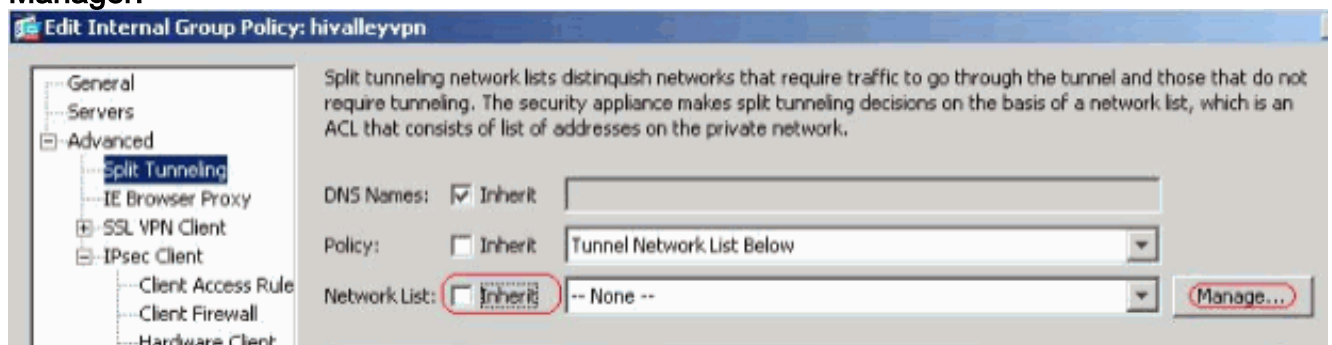 Manager.
Edit Internal Group Policy: hivalleyvpn
General
Servers
Advanced
Split Tunneling
IE Browser Proxy
SSL VPN Client
IPsec Client
Client Access Rule
Client Firewall
Hardware Client
Split tunneling network lists distinquish networks that require traffic to go through the tunnel and those that do not
require tunneling. The security appliance makes split tunneling decisions on the basis of a network list, which is an
ACL that consists of list of addresses on the private network.
DNS Names: Inherit
Policy: Inherit Tunnel Network List Below
Network List: Inherit -- None -- Manage...